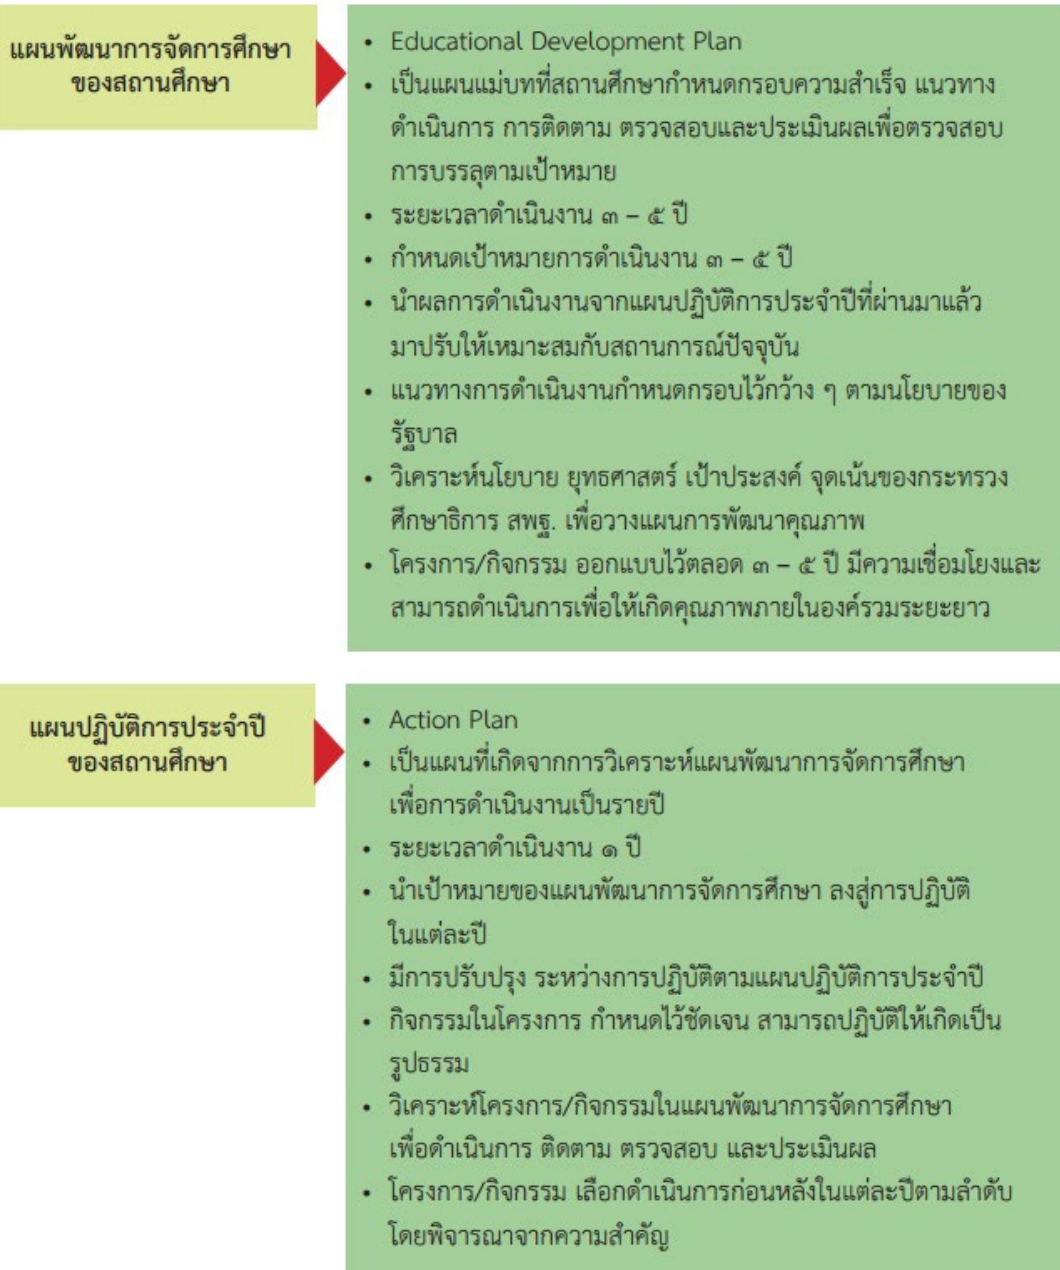 แผนพัฒนาการจัดการศึกษา
ของสถานศึกษา
• Educational Development Plan
• เป็นแผนแม่บทที่สถานศึกษากำหนดกรอบความสำเร็จ แนวทาง
ดำเนินการ การติดตาม ตรวจสอบและประเมินผลเพื่อตรวจสอบ
การบรรลุตามเป้าหมาย
• ระยะเวลาดำเนินงาน ๓ – ๕ ปี
• กำหนดเป้าหมายการดำเนินงาน ๓ – ๕ ปี
• นำผลการดำเนินงานจากแผนปฏิบัติการประจำปีที่ผ่านมาแล้ว
มาปรับให้เหมาะสมกับสถานการณ์ปัจจุบัน
• แนวทางการดำเนินงานกำหนดกรอบไว้กว้าง ๆ ตามนโยบายของ
รัฐบาล
• วิเคราะห์นโยบาย ยุทธศาสตร์ เป้าประสงค์ จุดเน้นของกระทรวง
ศึกษาธิการ สพฐ. เพื่อวางแผนการพัฒนาคุณภาพ
• โครงการ/กิจกรรม ออกแบบไว้ตลอด ๓ – ๕ ปี มีความเชื่อมโยงและ
สามารถดำเนินการเพื่อให้เกิดคุณภาพภายในองค์รวมระยะยาว
แผนปฏิบัติการประจำปี
ของสถานศึกษา
• Action Plan
• เป็นแผนที่เกิดจากการวิเคราะห์แผนพัฒนาการจัดการศึกษา
เพื่อการดำเนินงานเป็นรายปี
• ระยะเวลาดำเนินงาน ๑ ปี
• นำเป้าหมายของแผนพัฒนาการจัดการศึกษา ลงสู่การปฏิบัติ
ในแต่ละปี
• มีการปรับปรุง ระหว่างการปฏิบัติตามแผนปฏิบัติการประจำปี
• กิจกรรมในโครงการ กำหนดไว้ชัดเจน สามารถปฏิบัติให้เกิดเป็น
รูปธรรม
• วิเคราะห์โครงการ/กิจกรรมในแผนพัฒนาการจัดการศึกษา
เพื่อดำเนินการ ติดตาม ตรวจสอบ และประเมินผล
• โครงการ/กิจกรรม เลือกดำเนินการก่อนหลังในแต่ละปีตามลำดับ
โดยพิจารณาจากความสำคัญ